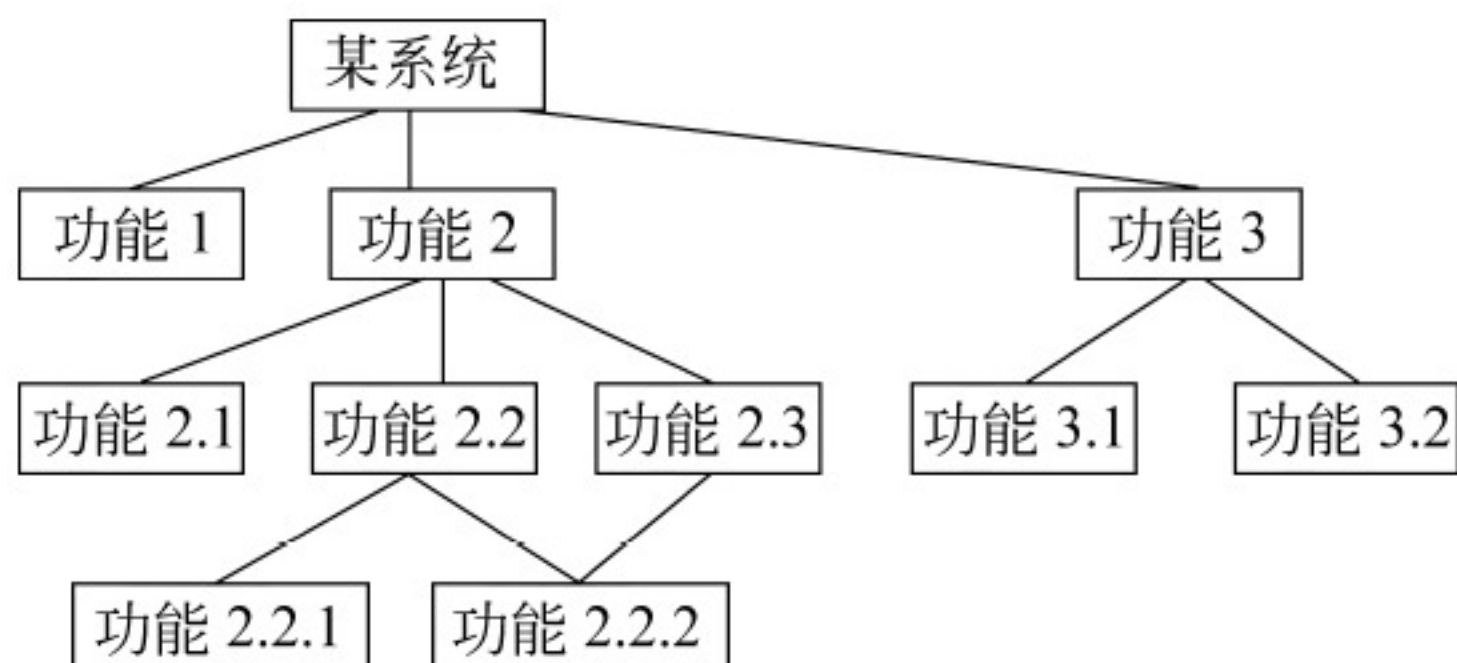 某系统
功能 1
功能 2
功能 3
功能 2.1
功能 2.2
功能 2.3
功能 3.1
功能 3.2
功能 2.2.1
功能 2.2.2